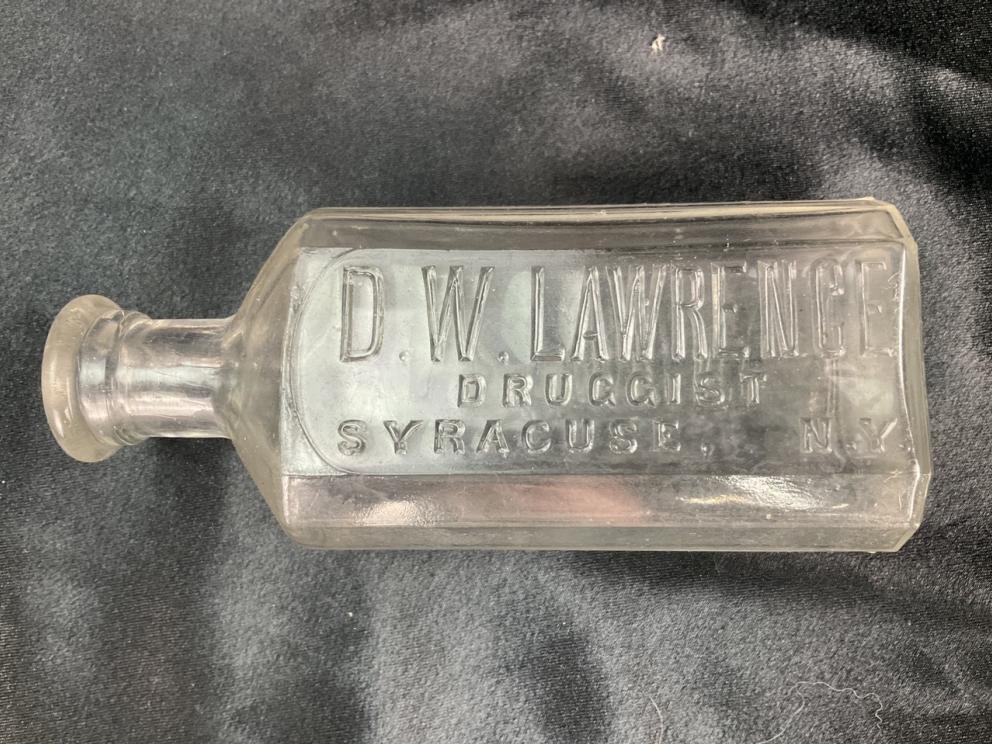 D. W. LAWRENCE
DRUGGIST
SYRACUSE, N.Y